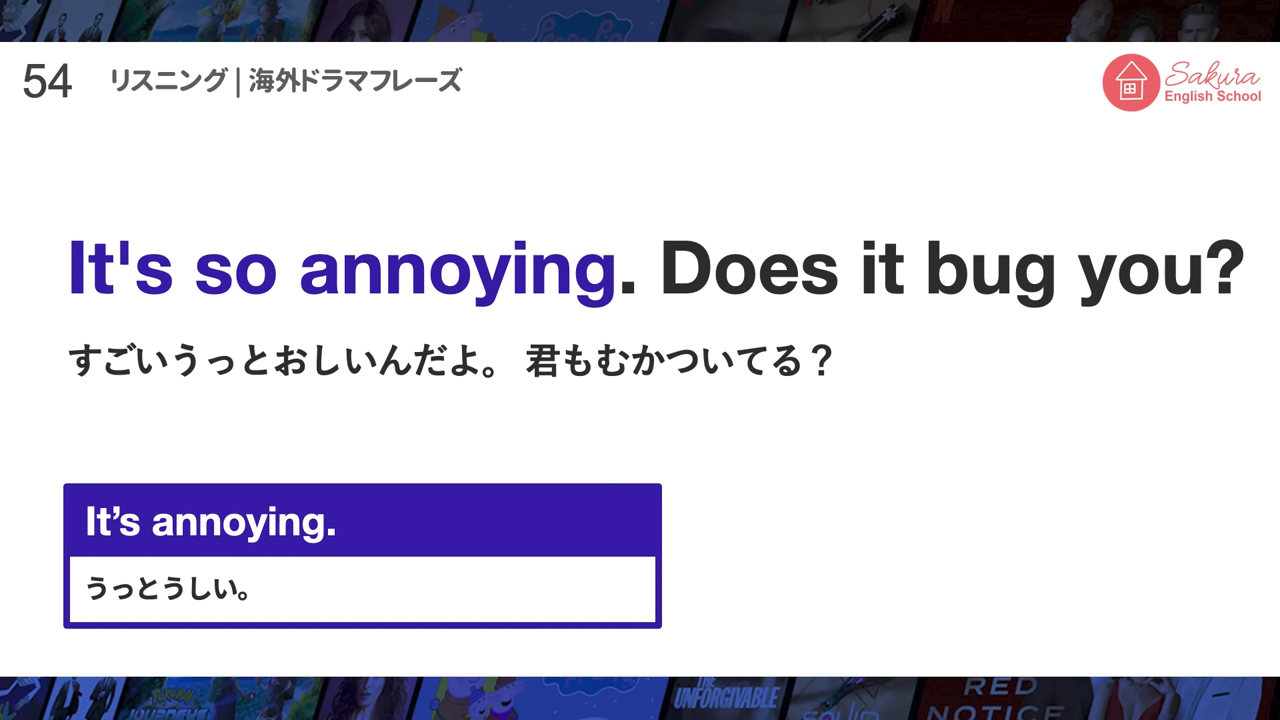 54
リスニング | 海外ドラマフレーズ
Sakura
English School
It's so annoying. Does it bug you?
すごいうっとおしいんだよ。 君もむかついてる？
It’s annoying.
うっとうしい。
THE
UNFORGIVABLE
RED
NOTICE